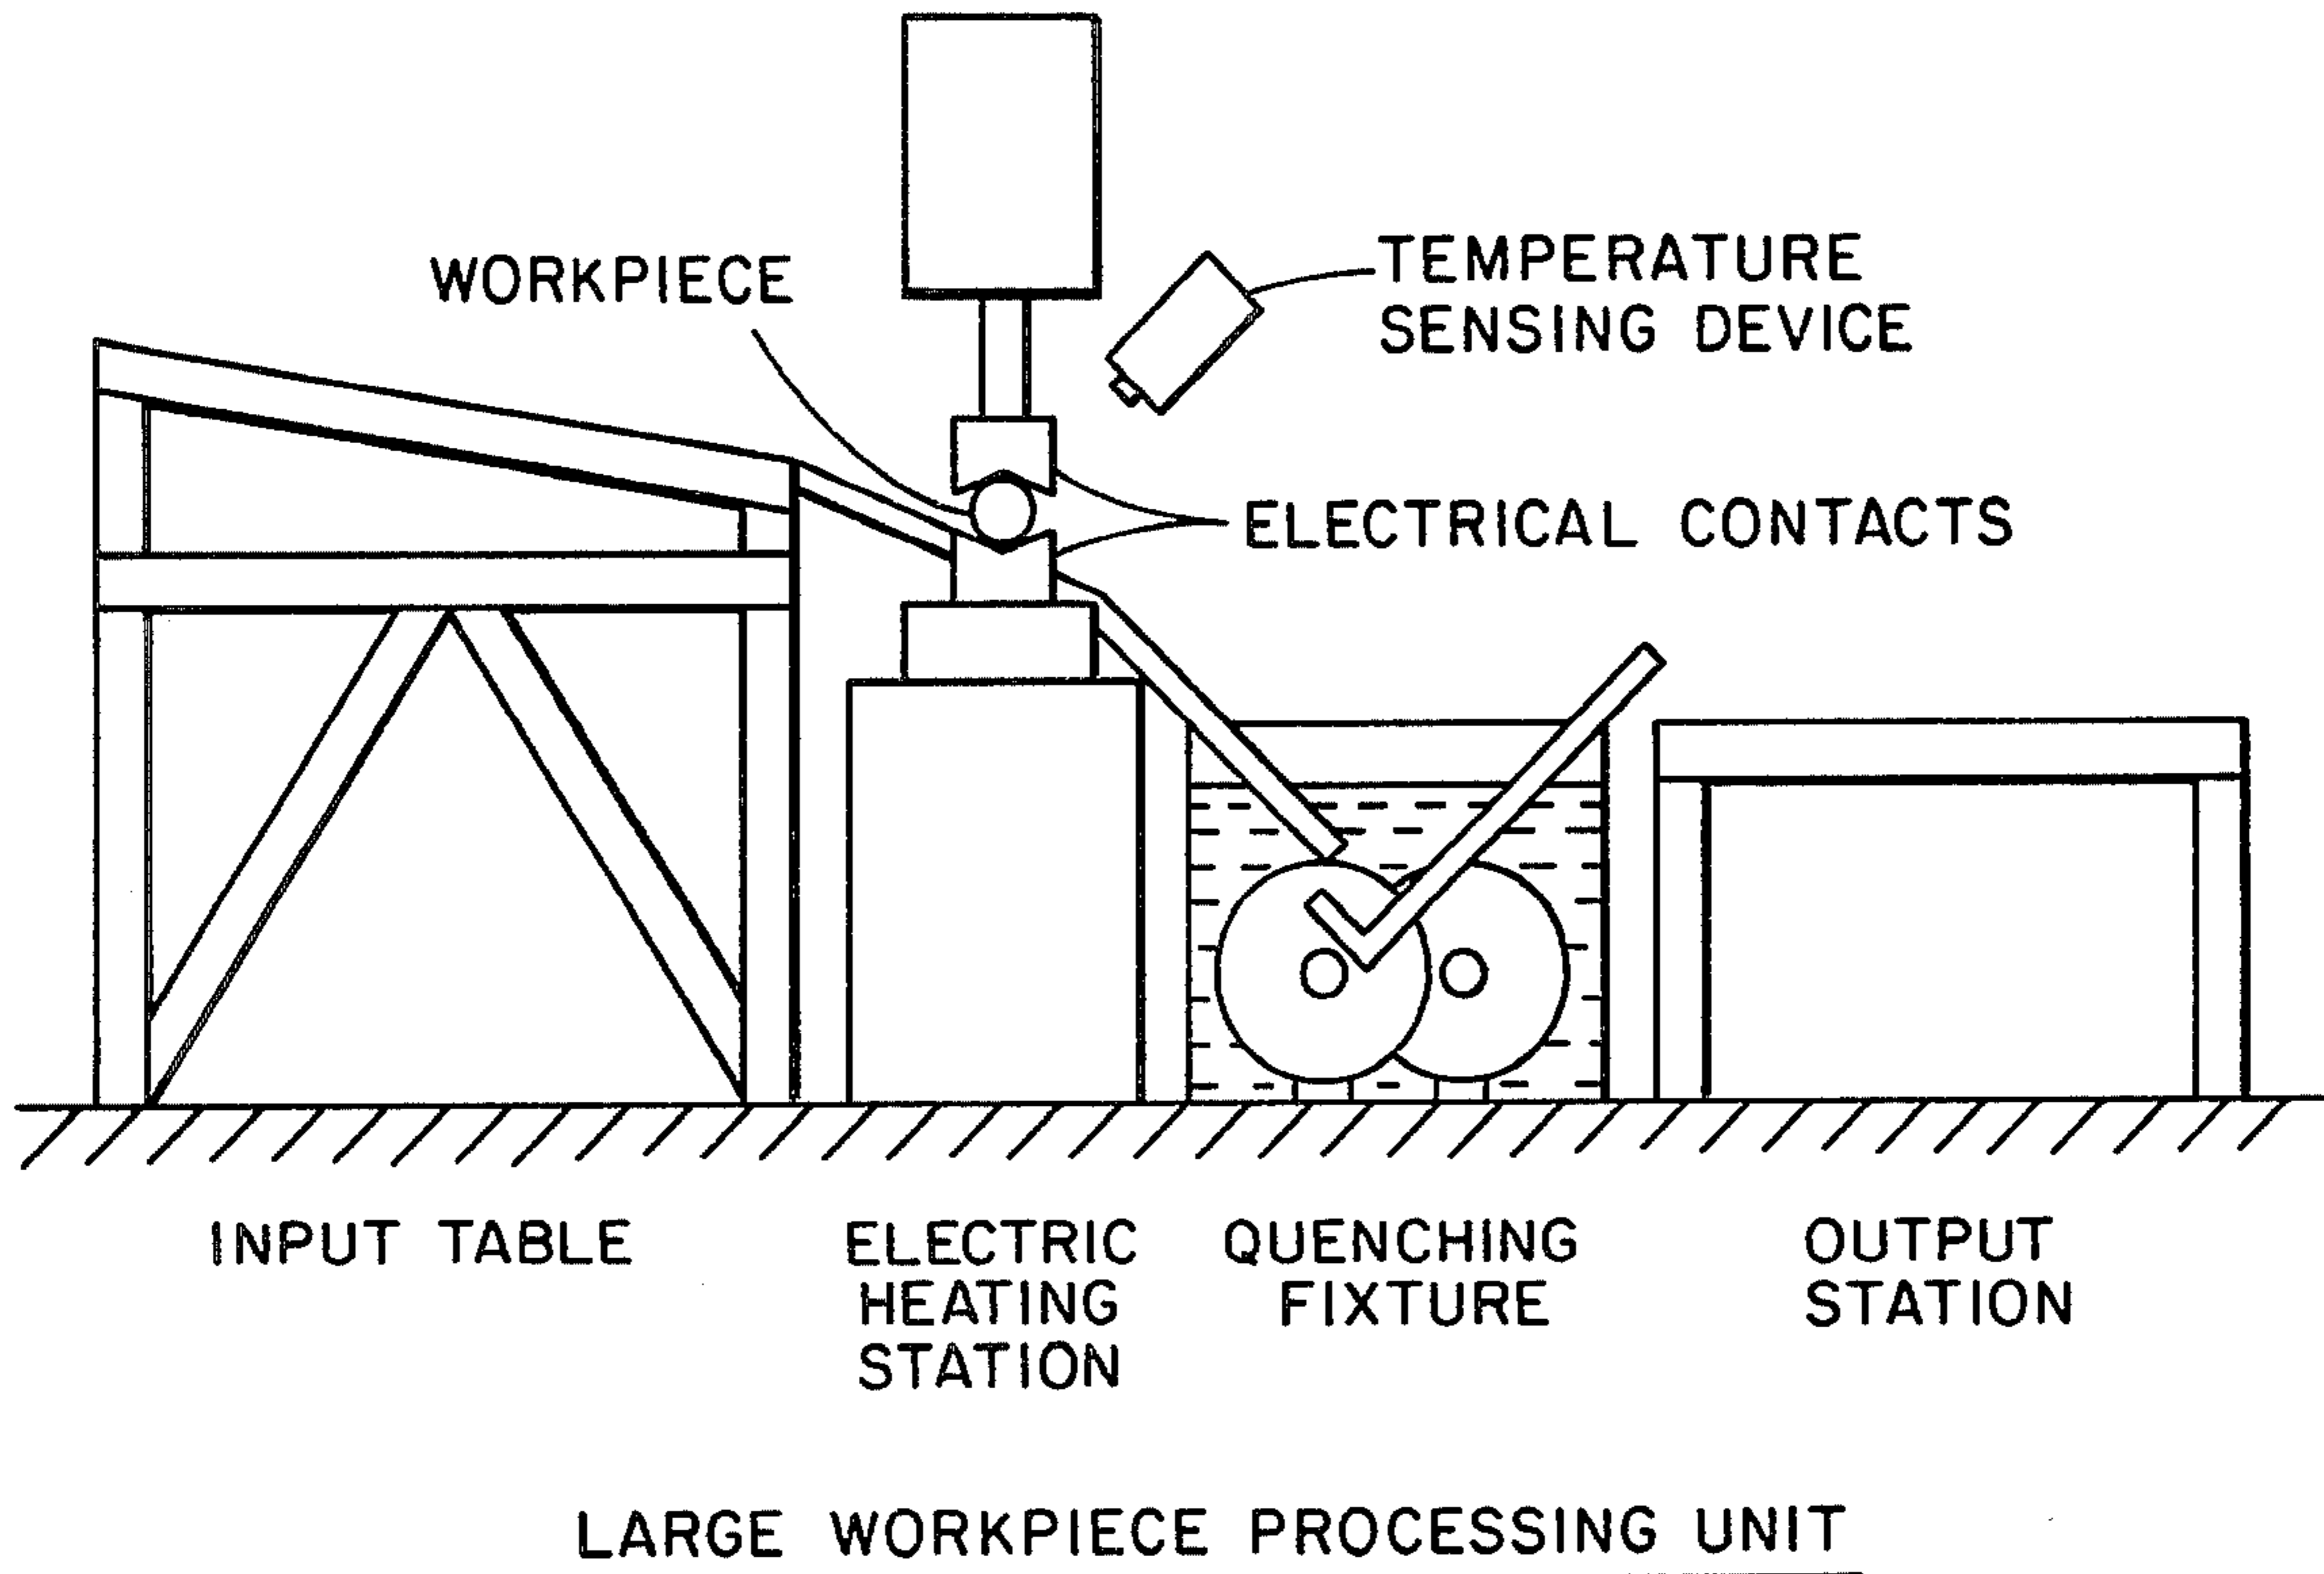 WORKPIECE
TEMPERATURE
SENSING DEVICE
ELECTRICAL CONTACTS
INPUT TABLE
ELECTRIC
HEATING
STATION
QUENCHING
FIXTURE
OUTPUT
STATION
LARGE WORKPIECE PROCESSING UNIT